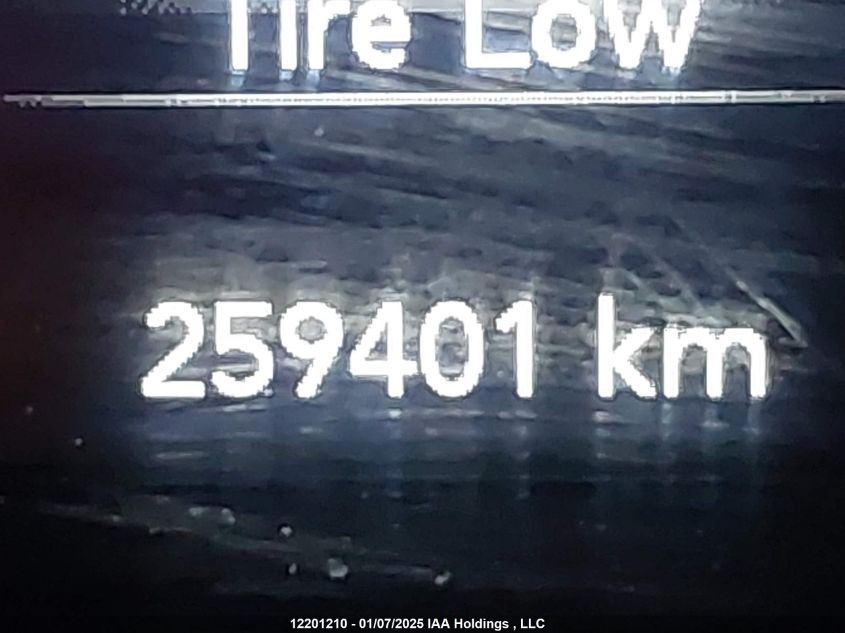 Tire Low
259401 km
12201210 - 01/07/2025 IAA Holdings , LLC